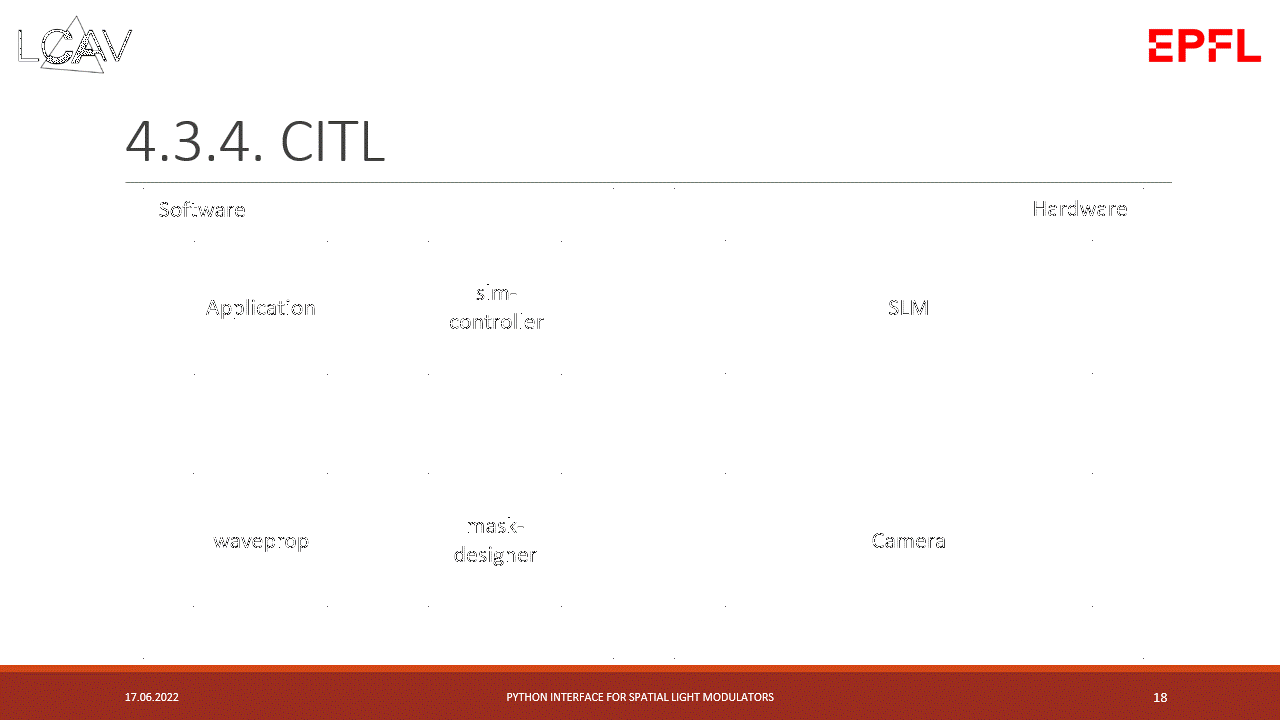 LCAV
EPFL
4.3.4. CITL
Software
Hardware
Application
slm-
controller
SLM
waveprop
mask-
designer
Camera
17.06.2022
PYTHON INTERFACE FOR SPATIAL LIGHT MODULATORS
18